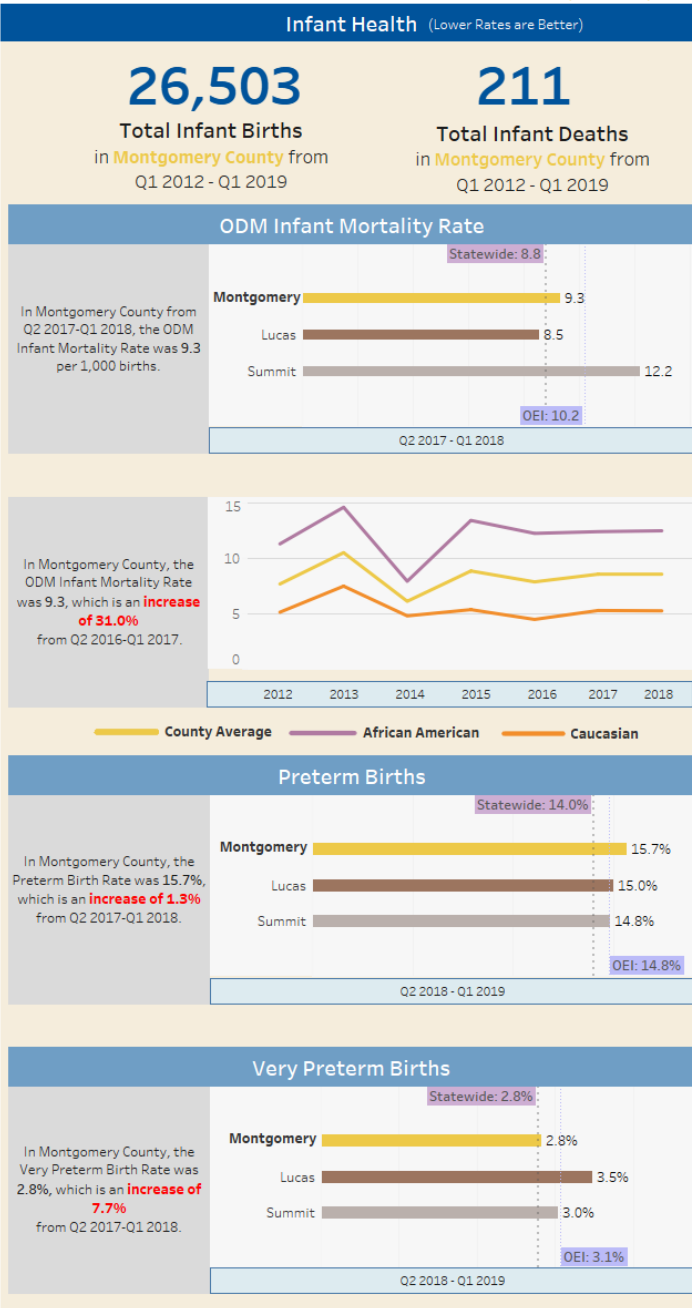 Infant Health (Lower Rates are Better)
26,503
Total Infant Births
in Montgomery County from
Q1 2012 - Q1 2019
211
Total Infant Deaths
in Montgomery County from
Q1 2012 - Q1 2019
ODM Infant Mortality Rate
In Montgomery County from
Q2 2017-Q1 2018, the ODM
Infant Mortality Rate was 9.3
per 1,000 births.
Statewide: 8.8
Montgomery 9.3
Lucas 8.5
Summit 12.2
OEI: 10.2
Q2 2017 - Q1 2018
In Montgomery County, the
ODM Infant Mortality Rate
was 9.3, which is an increase
of 31.0%
from Q2 2016-Q1 2017.
15
10
5
0
2012 2013 2014 2015 2016 2017 2018
County Average African American Caucasian
Preterm Births
In Montgomery County, the
Preterm Birth Rate was 15.7%,
which is an increase of 1.3%
from Q2 2017-Q1 2018.
Statewide: 14.0%
Montgomery 15.7%
Lucas 15.0%
Summit 14.8%
OEI: 14.8%
Q2 2018 - Q1 2019
Very Preterm Births
In Montgomery County, the
Very Preterm Birth Rate was
2.8%, which is an increase of
7.7%
from Q2 2017-Q1 2018.
Statewide: 2.8%
Montgomery 2.8%
Lucas 3.5%
Summit 3.0%
OEI: 3.1%
Q2 2018 - Q1 2019